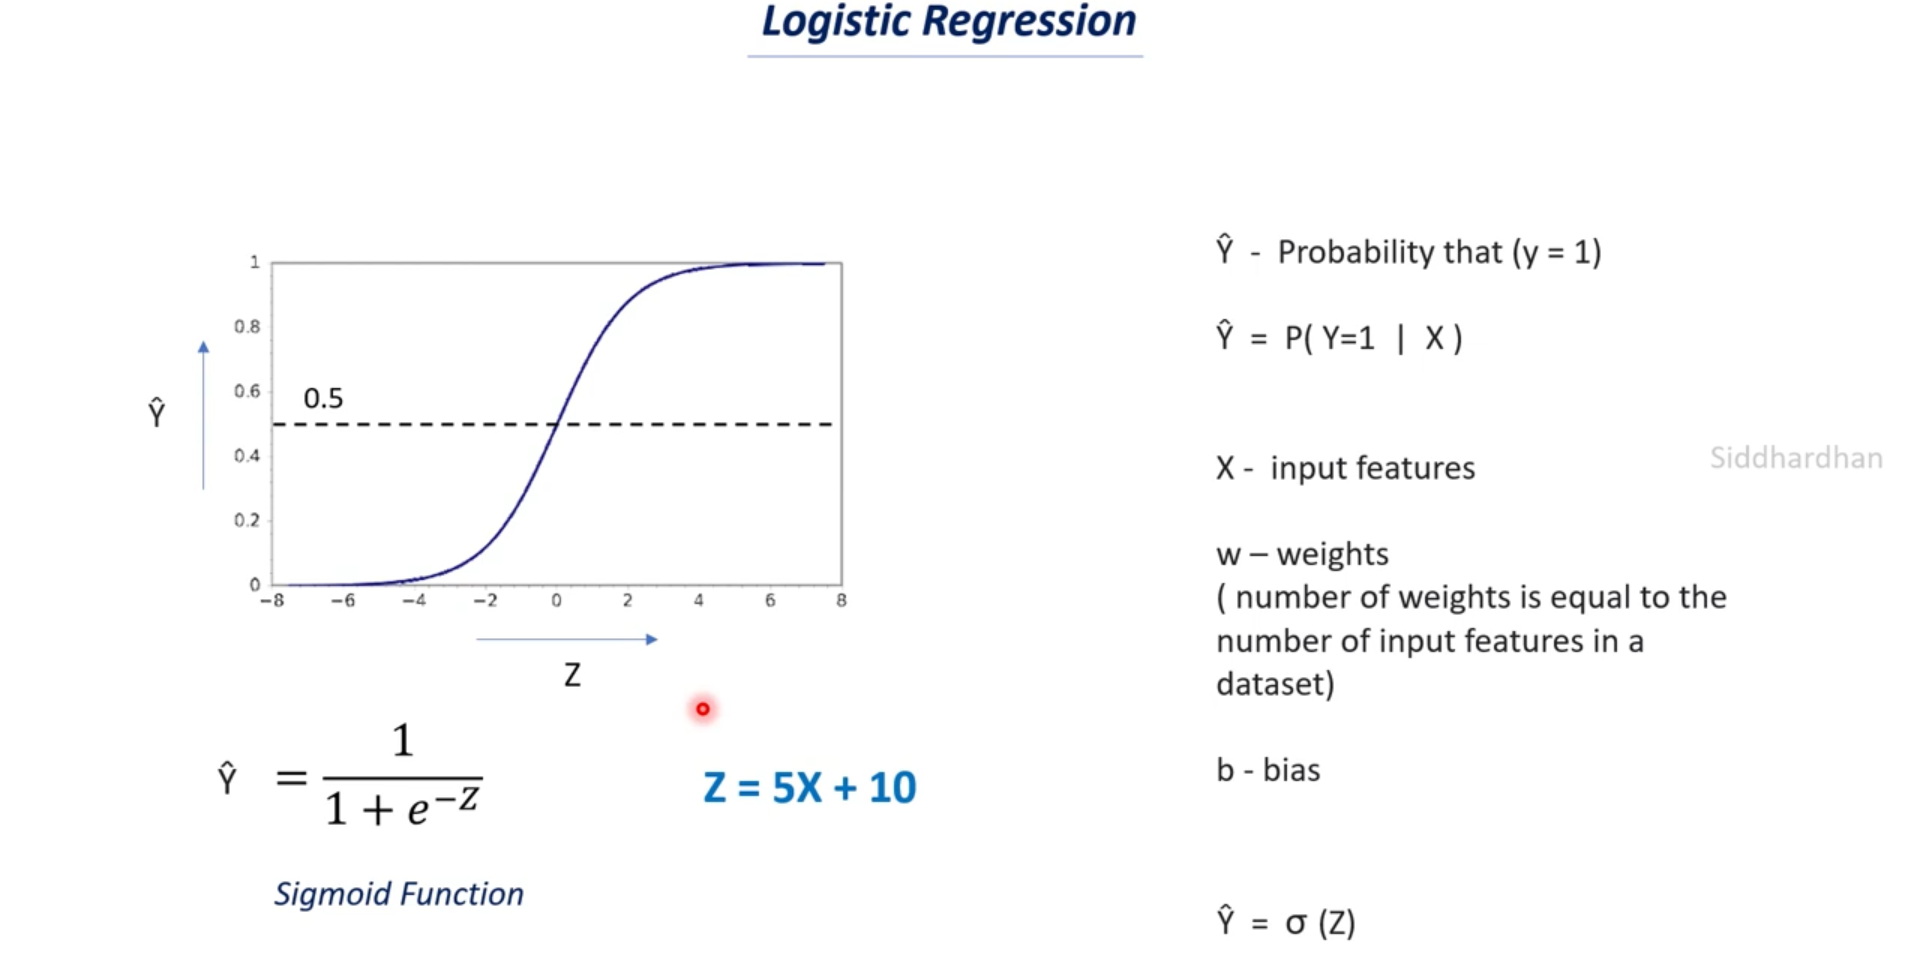 Logistic Regression
1
0.8
0.6
0.4
0.2
0
0.5
Ŷ
−8 −6 −4 −2 0 2 4 6 8
Z
Ŷ = 1 / (1 + e^−Z)
Z = 5X + 10
Sigmoid Function
Ŷ - Probability that (y = 1)
Ŷ = P( Y=1 | X )
X - input features
Siddhardhan
w – weights
( number of weights is equal to the
number of input features in a
dataset)
b - bias
Ŷ = σ (Z)